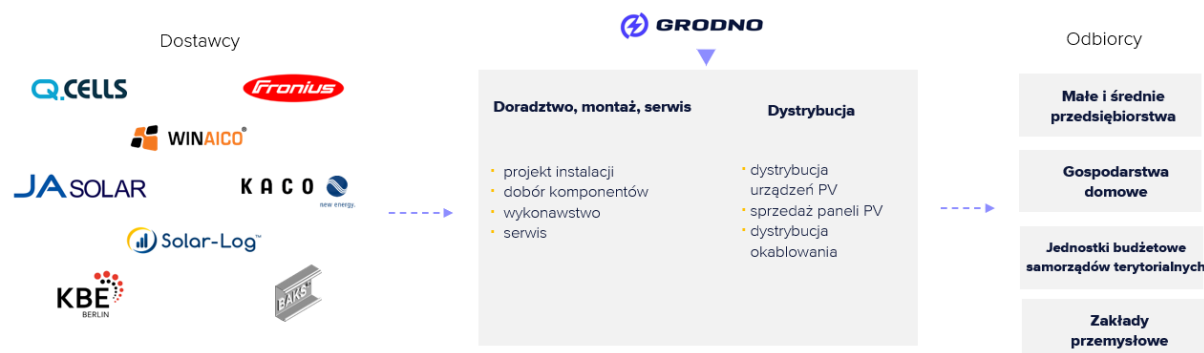 GRODNO
Dostawcy
Q.CELLS
Fronius
WINAICO®
JA SOLAR
KACO
new energy.
Solar-Log™
KBE
BERLIN
BAKS
Doradztwo, montaż, serwis
• projekt instalacji
• dobór komponentów
• wykonawstwo
• serwis
Dystrybucja
• dystrybucja
urządzeń PV
• sprzedaż paneli PV
• dystrybucja
okablowania
Odbiorcy
Małe i średnie
przedsiębiorstwa
Gospodarstwa
domowe
Jednostki budżetowe
samorządów terytorialnych
Zakłady
przemysłowe